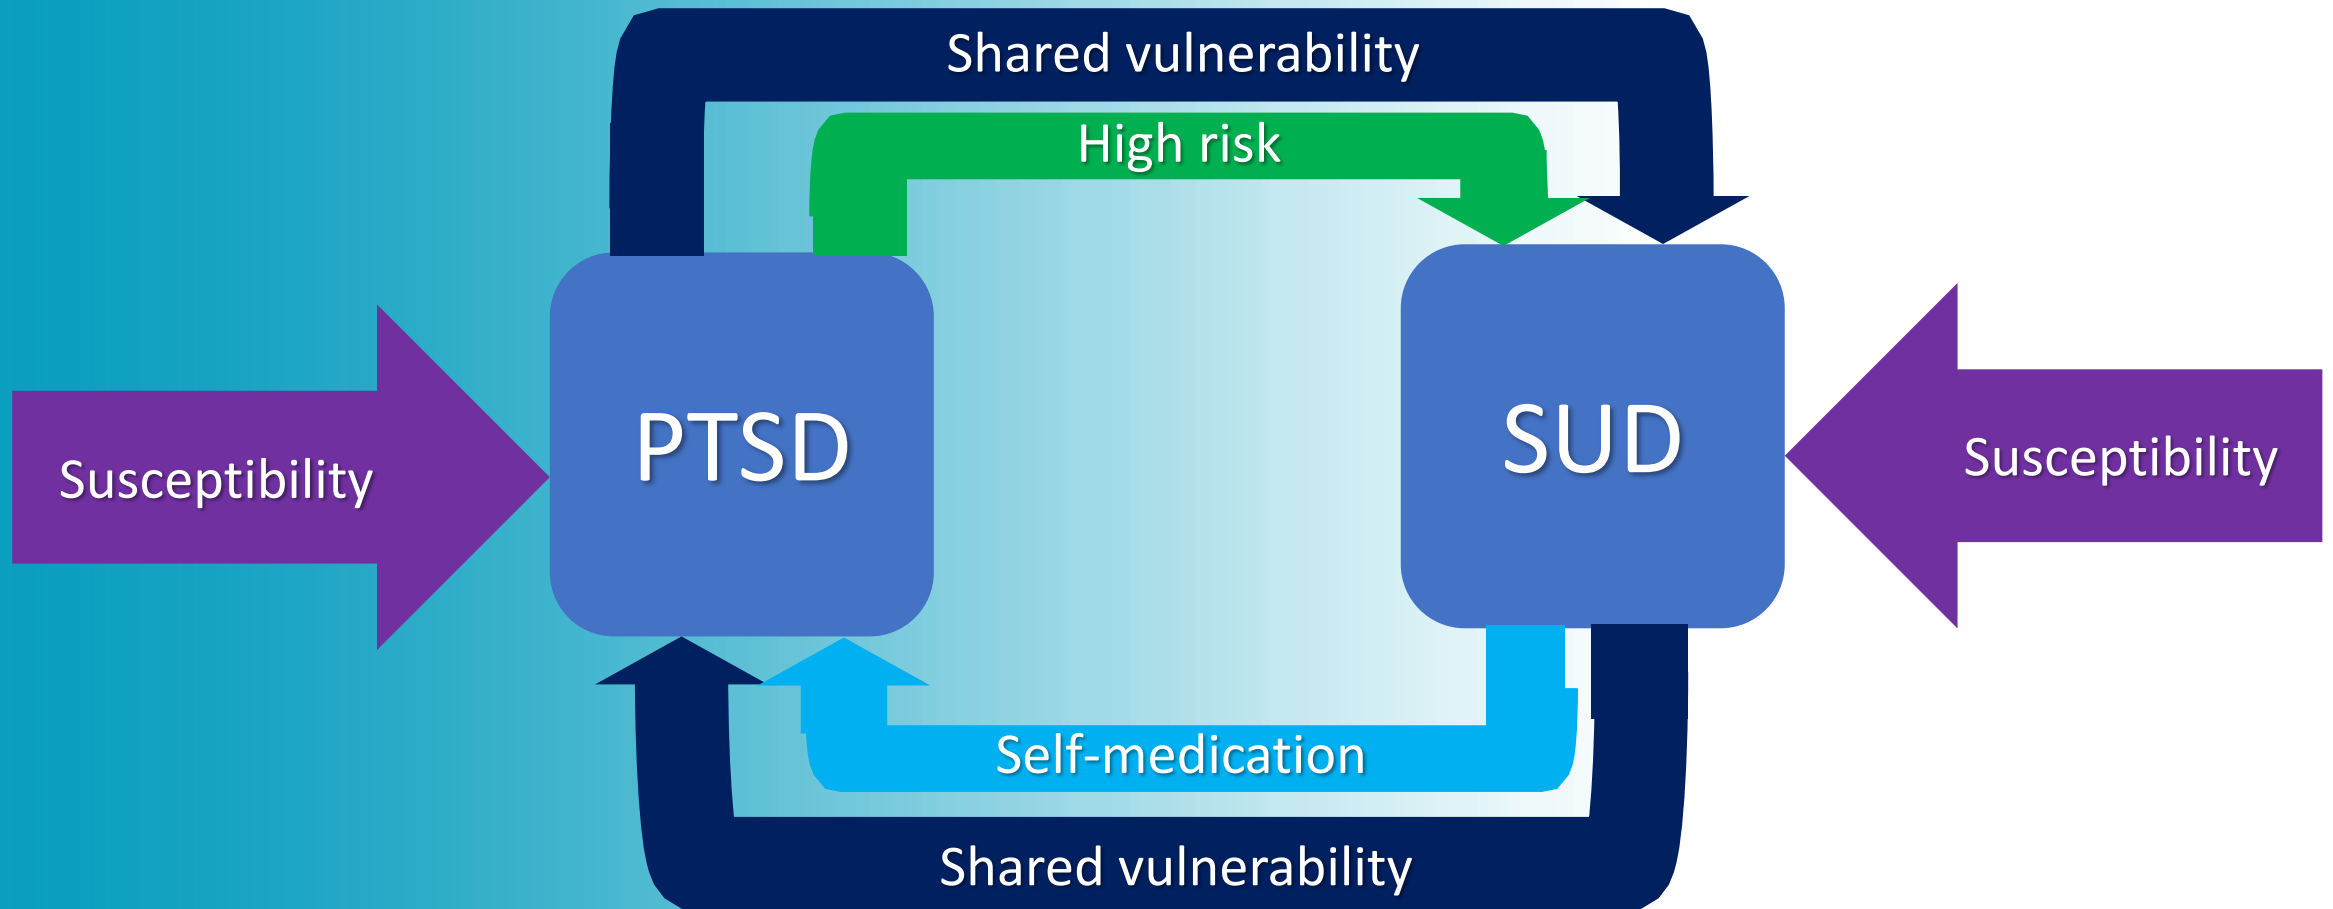 Shared vulnerability
High risk
PTSD
SUD
Susceptibility
Susceptibility
Self-medication
Shared vulnerability